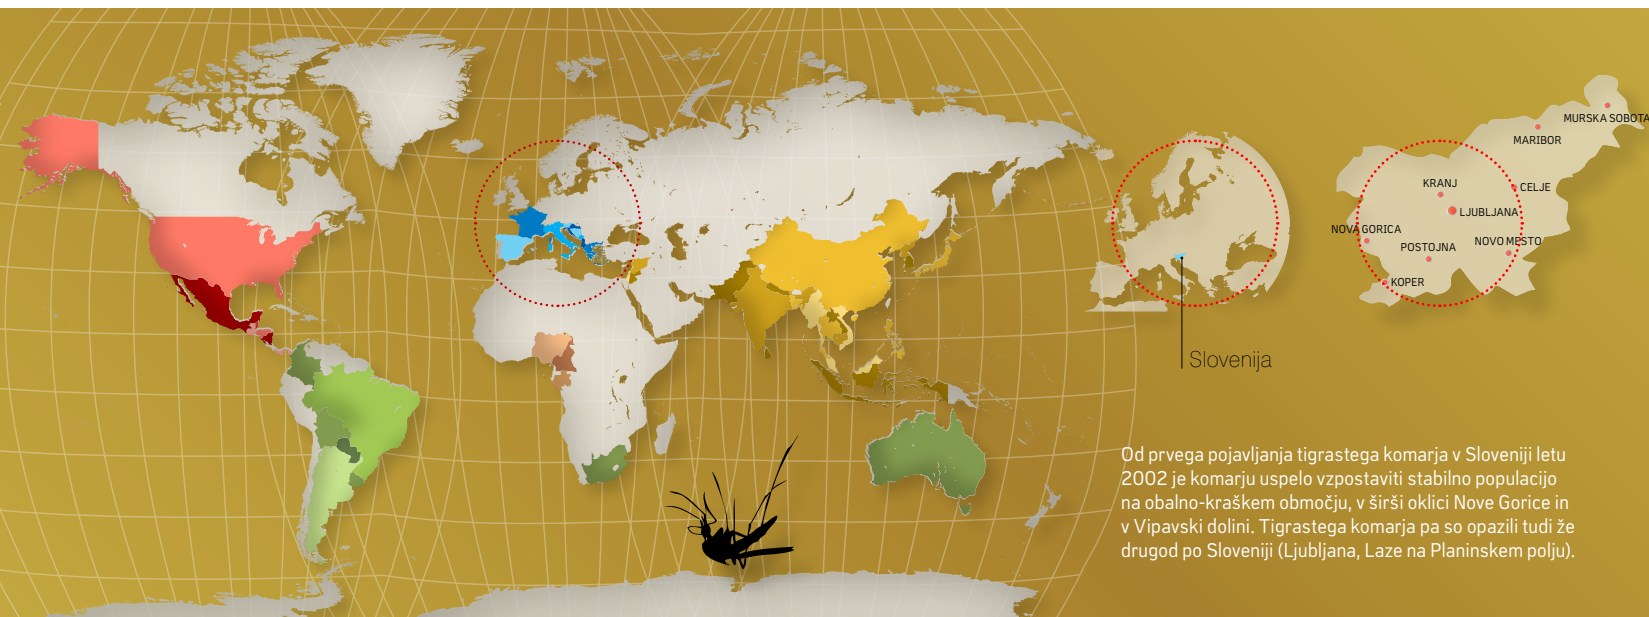 MURSKA SOBOTA
MARIBOR
KRANJ
CELJE
LJUBLJANA
NOVA GORICA
POSTOJNA
NOVO MESTO
KOPER
Slovenija
Od prvega pojavljanja tigrastega komarja v Sloveniji letu
2002 je komarju uspelo vzpostaviti stabilno populacijo
na obalno-kraškem območju, v širši oklici Nove Gorice in
v Vipavski dolini. Tigrastega komarja pa so opazili tudi že
drugod po Sloveniji (Ljubljana, Laze na Planinskem polju).